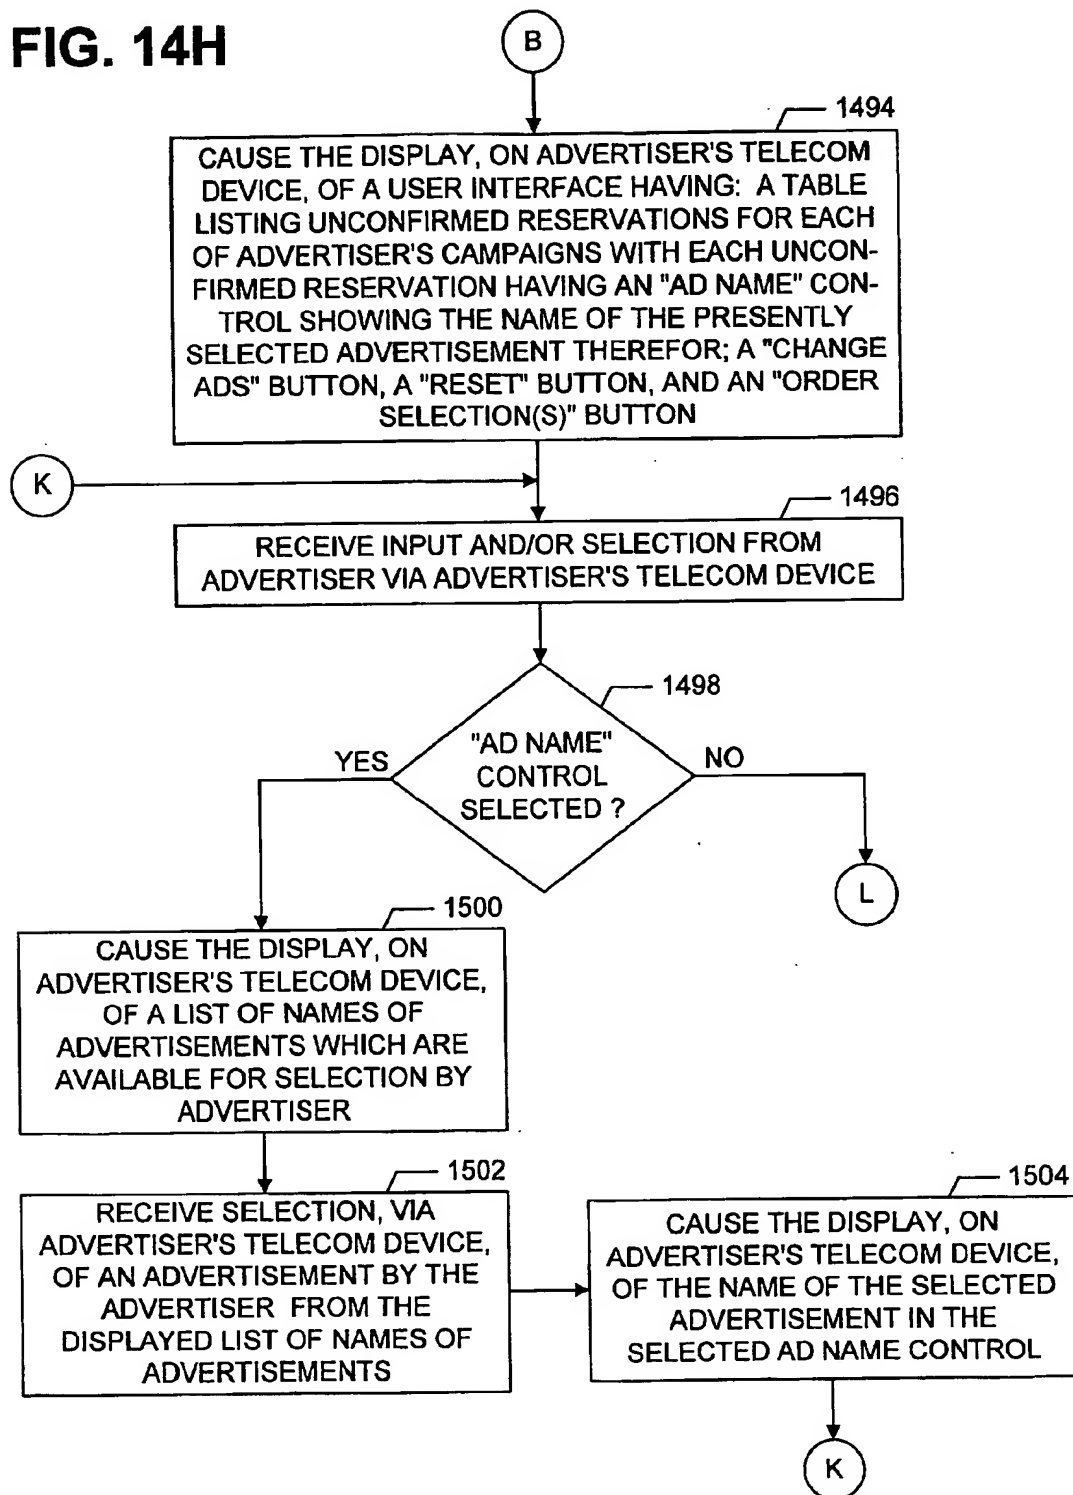 FIG. 14H
B
1494
CAUSE THE DISPLAY, ON ADVERTISER'S TELECOM
DEVICE, OF A USER INTERFACE HAVING: A TABLE
LISTING UNCONFIRMED RESERVATIONS FOR EACH
OF ADVERTISER'S CAMPAIGNS WITH EACH UNCON-
FIRMED RESERVATION HAVING AN "AD NAME" CON-
TROL SHOWING THE NAME OF THE PRESENTLY
SELECTED ADVERTISEMENT THEREFOR; A "CHANGE
ADS" BUTTON, A "RESET" BUTTON, AND AN "ORDER
SELECTION(S)" BUTTON
K
1496
RECEIVE INPUT AND/OR SELECTION FROM
ADVERTISER VIA ADVERTISER'S TELECOM DEVICE
1498
"AD NAME"
CONTROL
SELECTED ?
YES
NO
L
1500
CAUSE THE DISPLAY, ON
ADVERTISER'S TELECOM DEVICE,
OF A LIST OF NAMES OF
ADVERTISEMENTS WHICH ARE
AVAILABLE FOR SELECTION BY
ADVERTISER
1502
RECEIVE SELECTION, VIA
ADVERTISER'S TELECOM DEVICE,
OF AN ADVERTISEMENT BY THE
ADVERTISER FROM THE
DISPLAYED LIST OF NAMES OF
ADVERTISEMENTS
1504
CAUSE THE DISPLAY, ON
ADVERTISER'S TELECOM DEVICE,
OF THE NAME OF THE SELECTED
ADVERTISEMENT IN THE
SELECTED AD NAME CONTROL
K